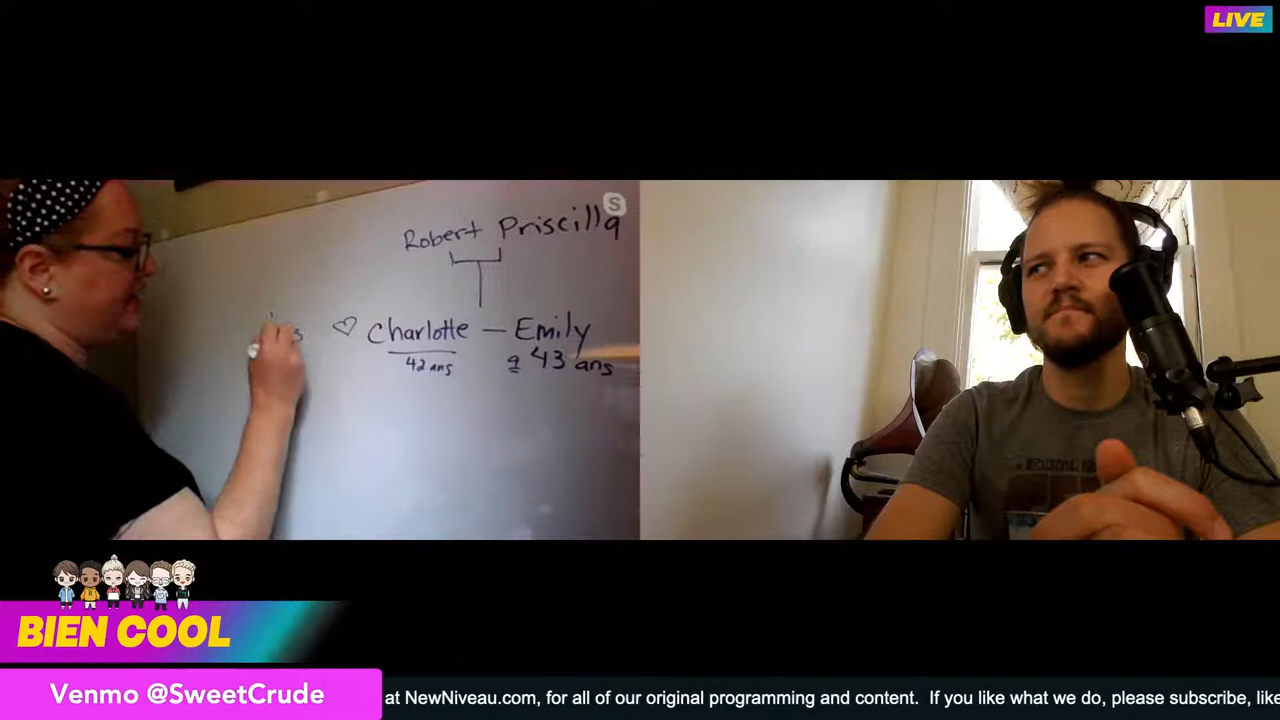 LIVE
S
Robert Priscilla
♡ Charlotte — Emily
42 ans a 43 ans
BIEN COOL
Venmo @SweetCrude
at NewNiveau.com, for all of our original programming and content. If you like what we do, please subscribe, like